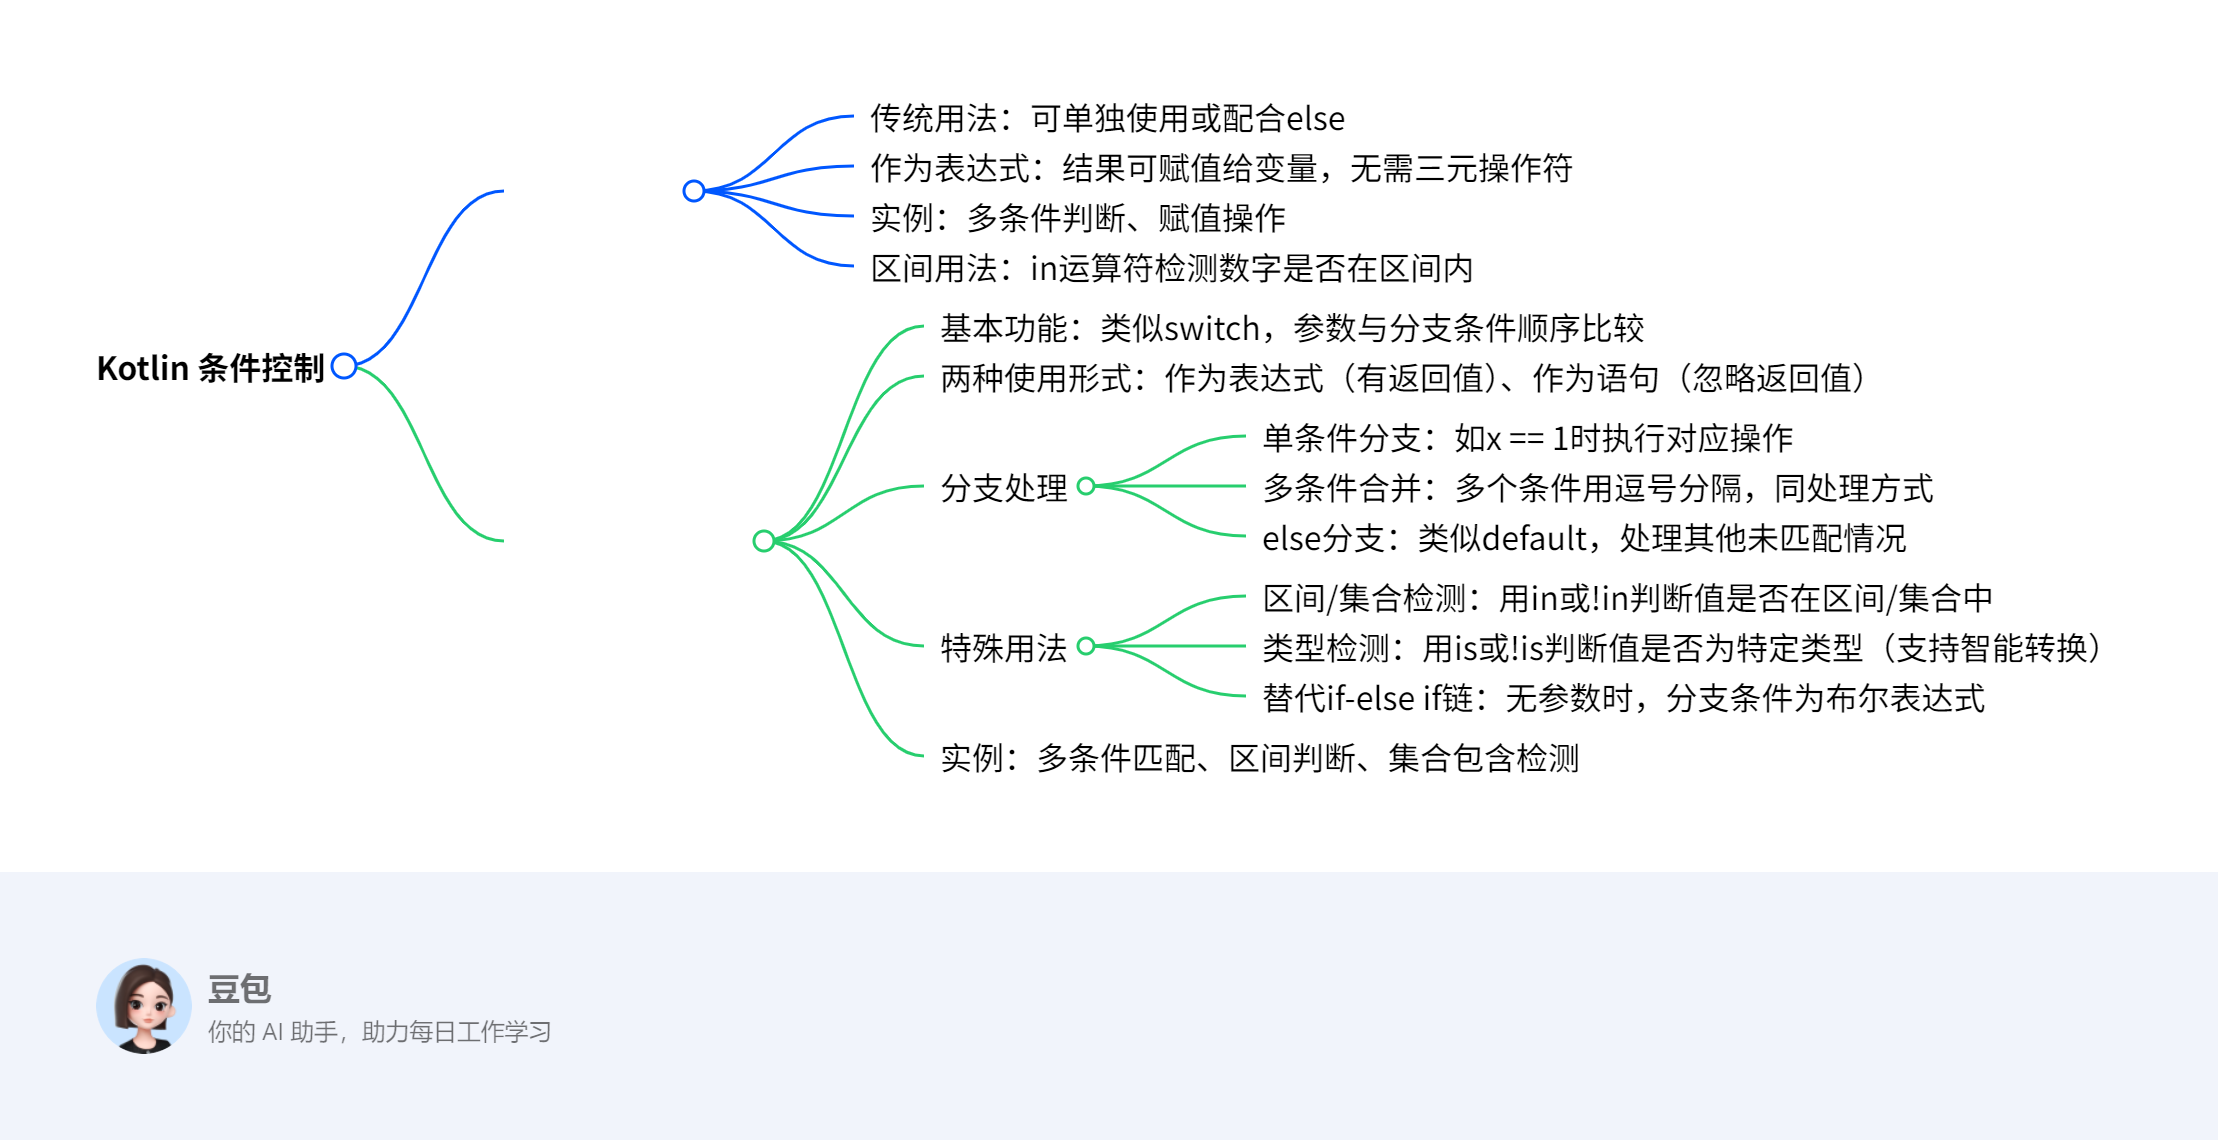 传统用法：可单独使用或配合else
作为表达式：结果可赋值给变量，无需三元操作符
实例：多条件判断、赋值操作
区间用法：in运算符检测数字是否在区间内
Kotlin 条件控制
基本功能：类似switch，参数与分支条件顺序比较
两种使用形式：作为表达式（有返回值）、作为语句（忽略返回值）
分支处理
单条件分支：如x == 1时执行对应操作
多条件合并：多个条件用逗号分隔，同处理方式
else分支：类似default，处理其他未匹配情况
特殊用法
区间/集合检测：用in或!in判断值是否在区间/集合中
类型检测：用is或!is判断值是否为特定类型（支持智能转换）
替代if-else if链：无参数时，分支条件为布尔表达式
实例：多条件匹配、区间判断、集合包含检测
豆包
你的 AI 助手，助力每日工作学习